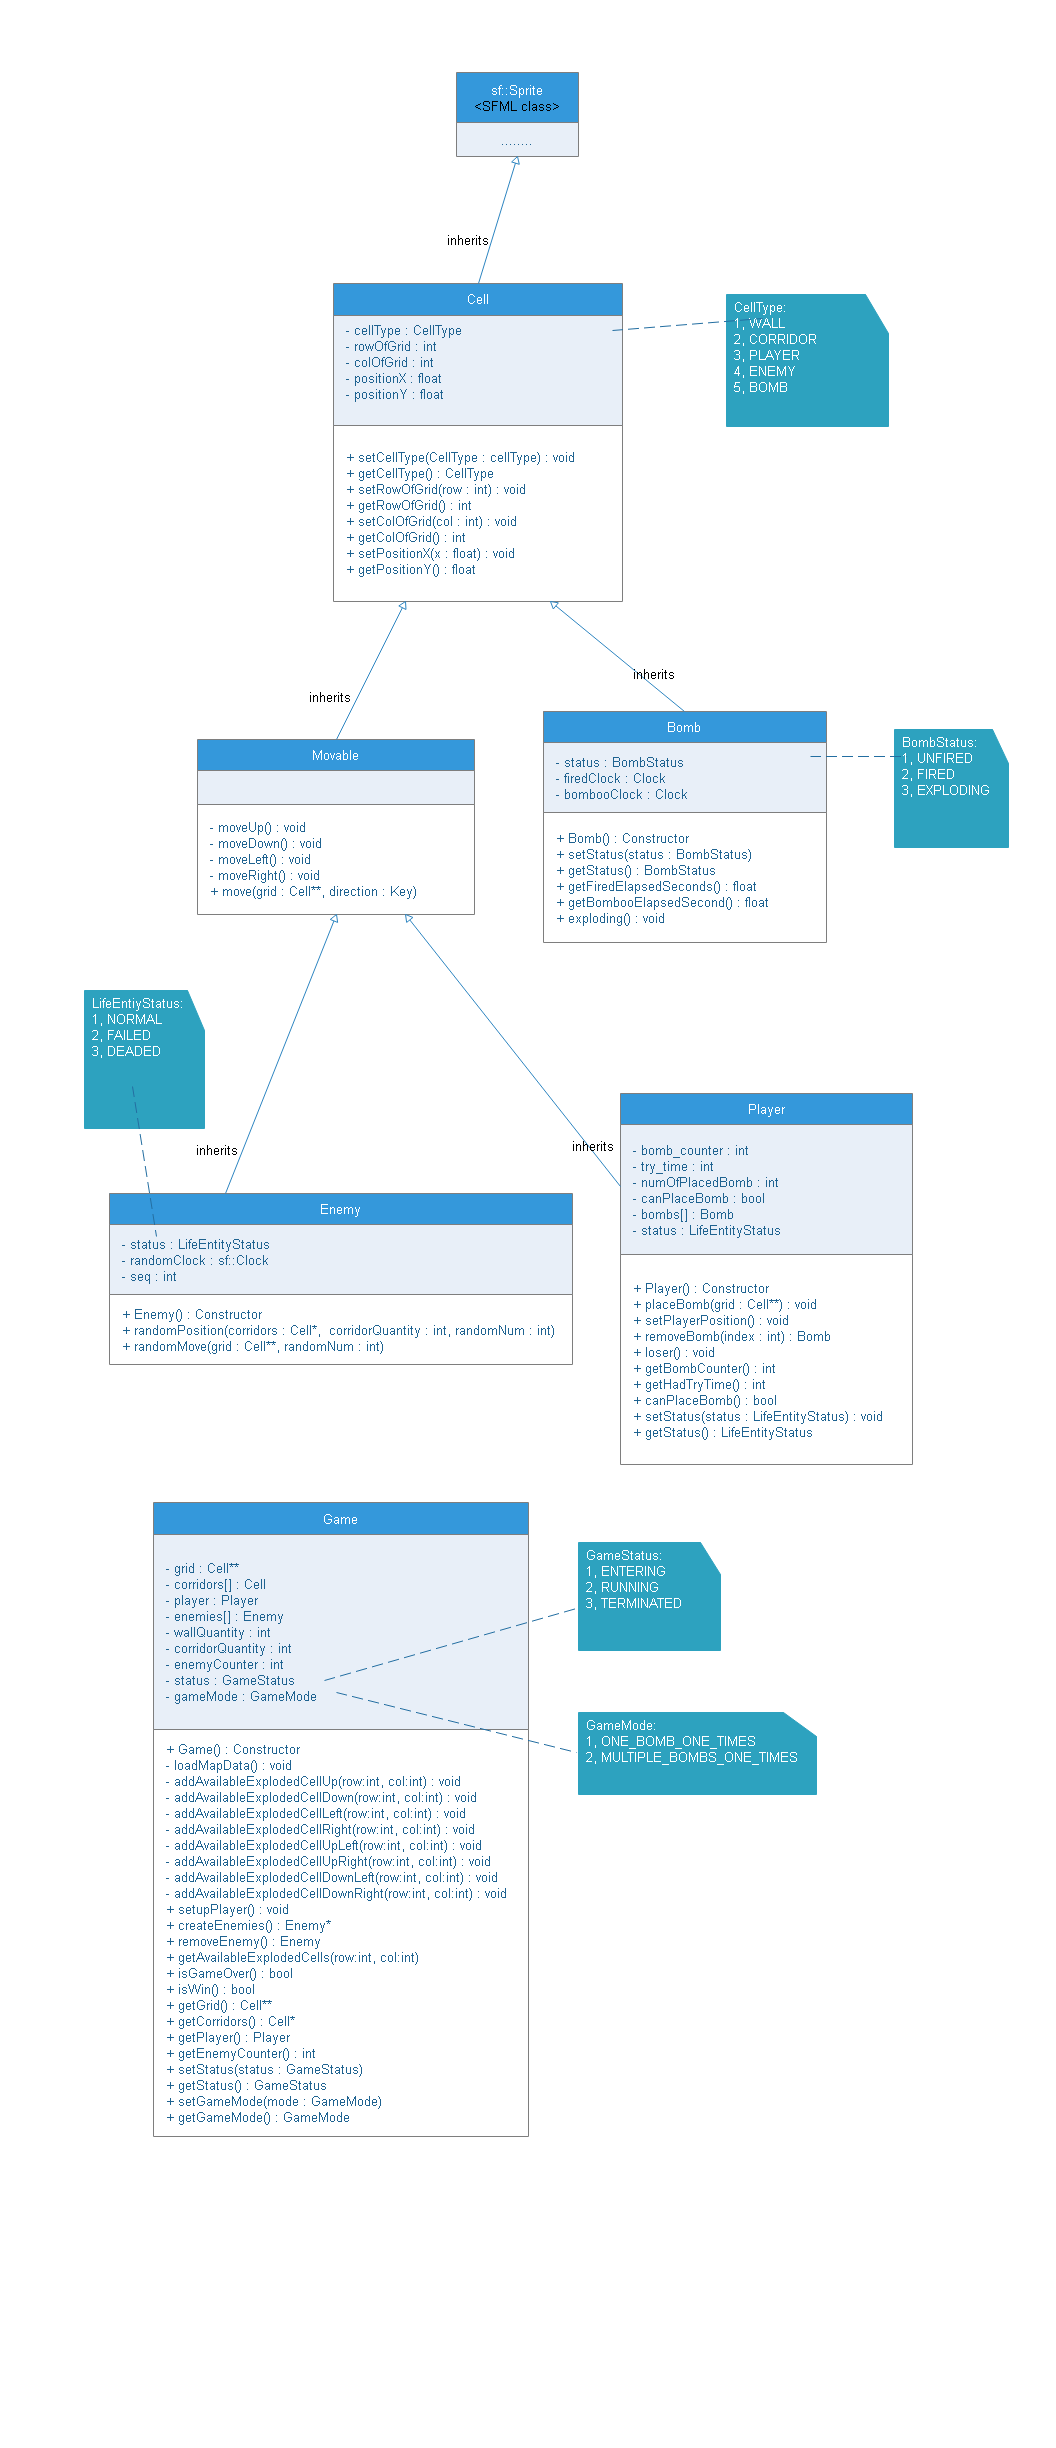 sf::Sprite
<SFML class>
........
inherits
Cell
- cellType : CellType
- rowOfGrid : int
- colOfGrid : int
- positionX : float
- positionY : float
+ setCellType(CellType : cellType) : void
+ getCellType() : CellType
+ setRowOfGrid(row : int) : void
+ getRowOfGrid() : int
+ setColOfGrid(col : int) : void
+ getColOfGrid() : int
+ setPositionX(x : float) : void
+ getPositionY() : float
CellType:
1, WALL
2, CORRIDOR
3, PLAYER
4, ENEMY
5, BOMB
inherits
inherits
Movable
- moveUp() : void
- moveDown() : void
- moveLeft() : void
- moveRight() : void
+ move(grid : Cell**, direction : Key)
Bomb
- status : BombStatus
- firedClock : Clock
- bombooClock : Clock
+ Bomb() : Constructor
+ setStatus(status : BombStatus)
+ getStatus() : BombStatus
+ getFiredElapsedSeconds() : float
+ getBombooElapsedSecond() : float
+ exploding() : void
BombStatus:
1, UNFIRED
2, FIRED
3, EXPLODING
LifeEntiyStatus:
1, NORMAL
2, FAILED
3, DEADED
inherits
inherits
Enemy
- status : LifeEntityStatus
- randomClock : sf::Clock
- seq : int
+ Enemy() : Constructor
+ randomPosition(corridors : Cell*,  corridorQuantity : int, randomNum : int)
+ randomMove(grid : Cell**, randomNum : int)
Player
- bomb_counter : int
- try_time : int
- numOfPlacedBomb : int
- canPlaceBomb : bool
- bombs[] : Bomb
- status : LifeEntityStatus
+ Player() : Constructor
+ placeBomb(grid : Cell**) : void
+ setPlayerPosition() : void
+ removeBomb(index : int) : Bomb
+ loser() : void
+ getBombCounter() : int
+ getHadTryTime() : int
+ canPlaceBomb() : bool
+ setStatus(status : LifeEntityStatus) : void
+ getStatus() : LifeEntityStatus
Game
- grid : Cell**
- corridors[] : Cell
- player : Player
- enemies[] : Enemy
- wallQuantity : int
- corridorQuantity : int
- enemyCounter : int
- status : GameStatus
- gameMode : GameMode
+ Game() : Constructor
- loadMapData() : void
- addAvailableExplodedCellUp(row:int, col:int) : void
- addAvailableExplodedCellDown(row:int, col:int) : void
- addAvailableExplodedCellLeft(row:int, col:int) : void
- addAvailableExplodedCellRight(row:int, col:int) : void
- addAvailableExplodedCellUpLeft(row:int, col:int) : void
- addAvailableExplodedCellUpRight(row:int, col:int) : void
- addAvailableExplodedCellDownLeft(row:int, col:int) : void
- addAvailableExplodedCellDownRight(row:int, col:int) : void
+ setupPlayer() : void
+ createEnemies() : Enemy*
+ removeEnemy() : Enemy
+ getAvailableExplodedCells(row:int, col:int)
+ isGameOver() : bool
+ isWin() : bool
+ getGrid() : Cell**
+ getCorridors() : Cell*
+ getPlayer() : Player
+ getEnemyCounter() : int
+ setStatus(status : GameStatus)
+ getStatus() : GameStatus
+ setGameMode(mode : GameMode)
+ getGameMode() : GameMode
GameStatus:
1, ENTERING
2, RUNNING
3, TERMINATED
GameMode:
1, ONE_BOMB_ONE_TIMES
2, MULTIPLE_BOMBS_ONE_TIMES